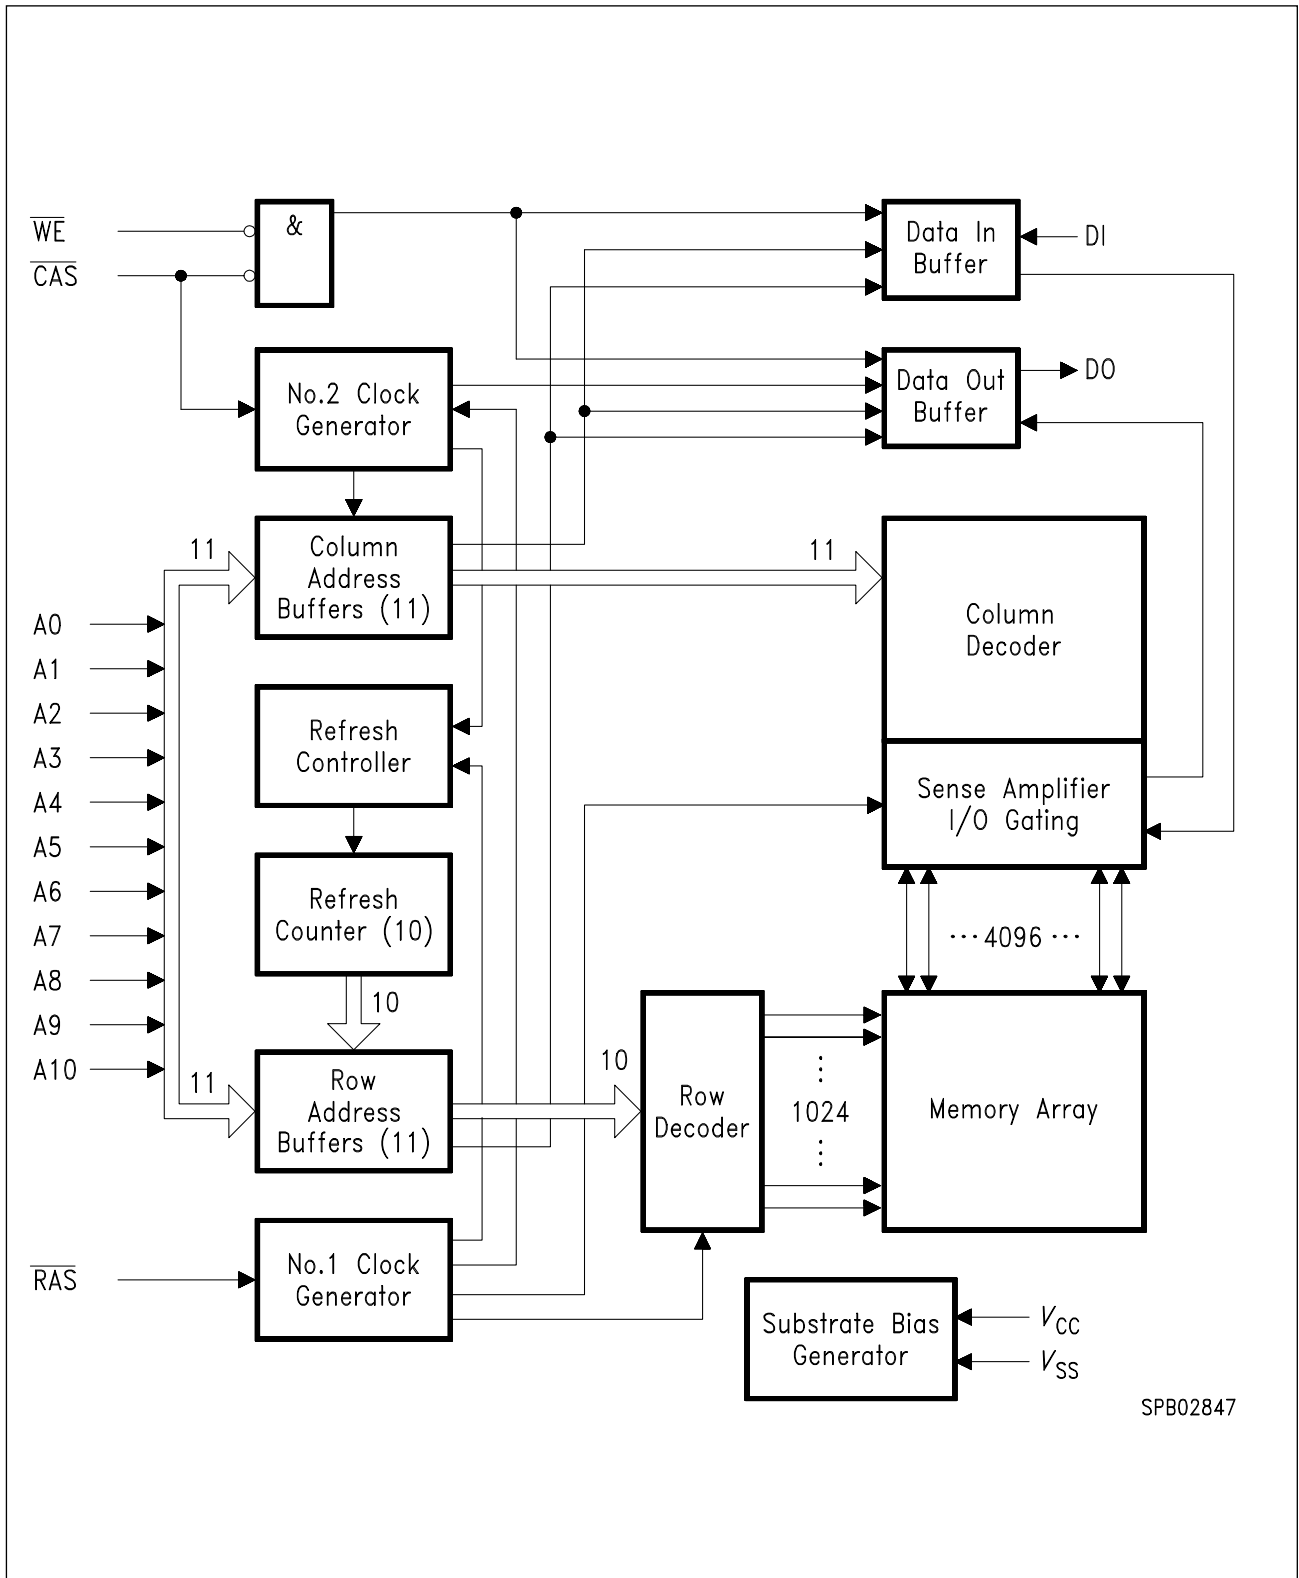 WE
&
Data In
Buffer
DI
CAS
No.2 Clock
Generator
Data Out
Buffer
DO
11
Column
Address
Buffers (11)
11
Column
Decoder
A0
A1
A2
A3
A4
A5
A6
A7
A8
A9
A10
Refresh
Controller
Sense Amplifier
I/O Gating
Refresh
Counter (10)
··· 4096 ···
10
11
Row
Address
Buffers (11)
10
Row
Decoder
1024
Memory Array
RAS
No.1 Clock
Generator
Substrate Bias
Generator
VCC
VSS
SPB02847